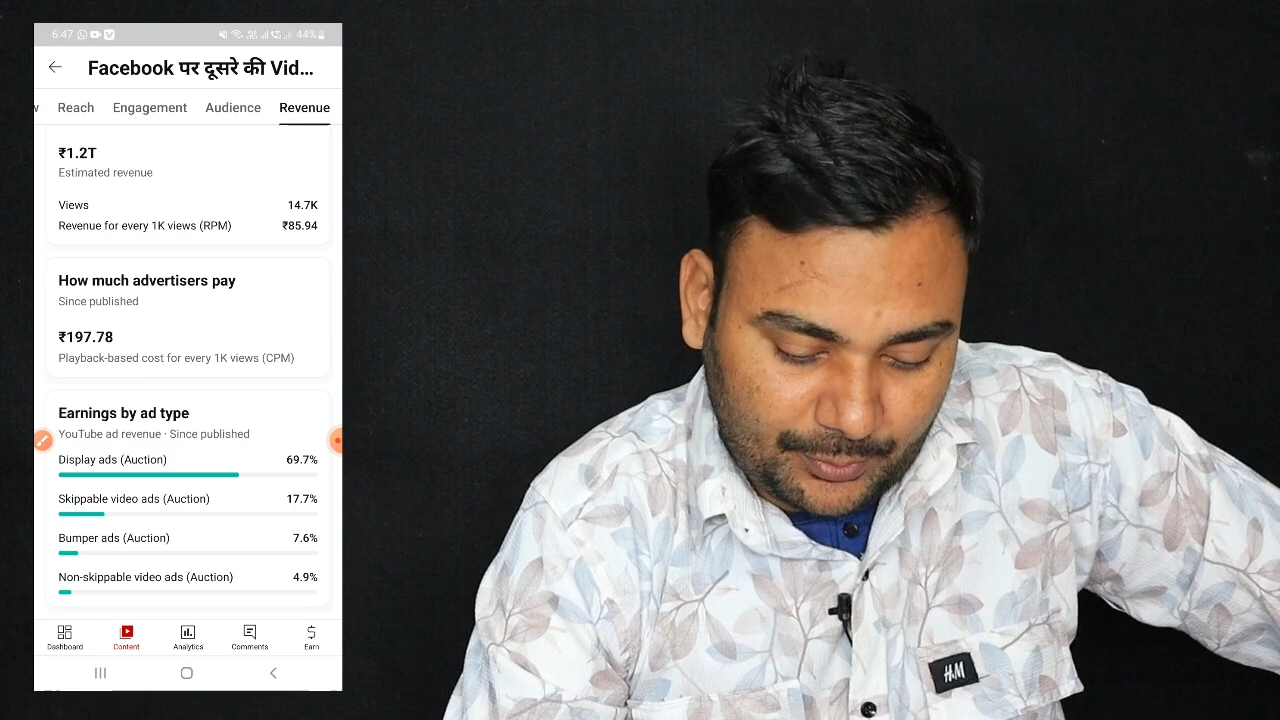 6:47 44%
Facebook पर दूसरे की Vid...
w Reach Engagement Audience Revenue
₹1.2T
Estimated revenue
Views 14.7K
Revenue for every 1K views (RPM) ₹85.94
How much advertisers pay
Since published
₹197.78
Playback-based cost for every 1K views (CPM)
Earnings by ad type
YouTube ad revenue · Since published
Display ads (Auction) 69.7%
Skippable video ads (Auction) 17.7%
Bumper ads (Auction) 7.6%
Non-skippable video ads (Auction) 4.9%
Dashboard Content Analytics Comments Earn
H&M